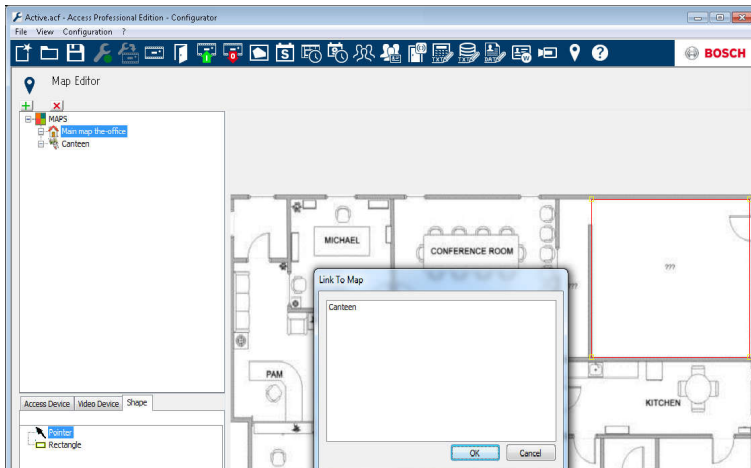 Active.acf - Access Professional Edition - Configurator
File View Configuration ?
BOSCH
Map Editor
MAPS
Main map the-office
Canteen
MICHAEL
CONFERENCE ROOM
???
???
Link To Map
Canteen
PAM
KITCHEN
Access Device Video Device Shape
Pointer
Rectangle
OK Cancel